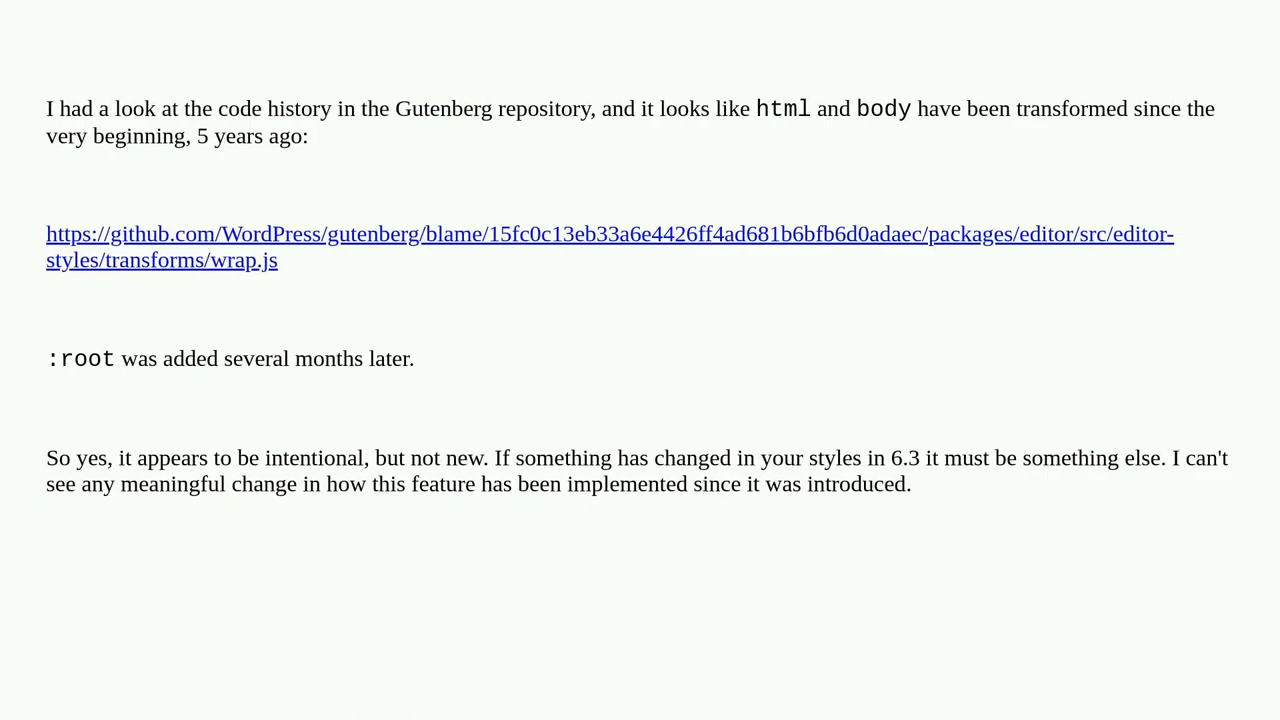 I had a look at the code history in the Gutenberg repository, and it looks like html and body have been transformed since the
very beginning, 5 years ago:
https://github.com/WordPress/gutenberg/blame/15fc0c13eb33a6e4426ff4ad681b6bfb6d0adaec/packages/editor/src/editor-
styles/transforms/wrap.js
:root was added several months later.
So yes, it appears to be intentional, but not new. If something has changed in your styles in 6.3 it must be something else. I can't
see any meaningful change in how this feature has been implemented since it was introduced.